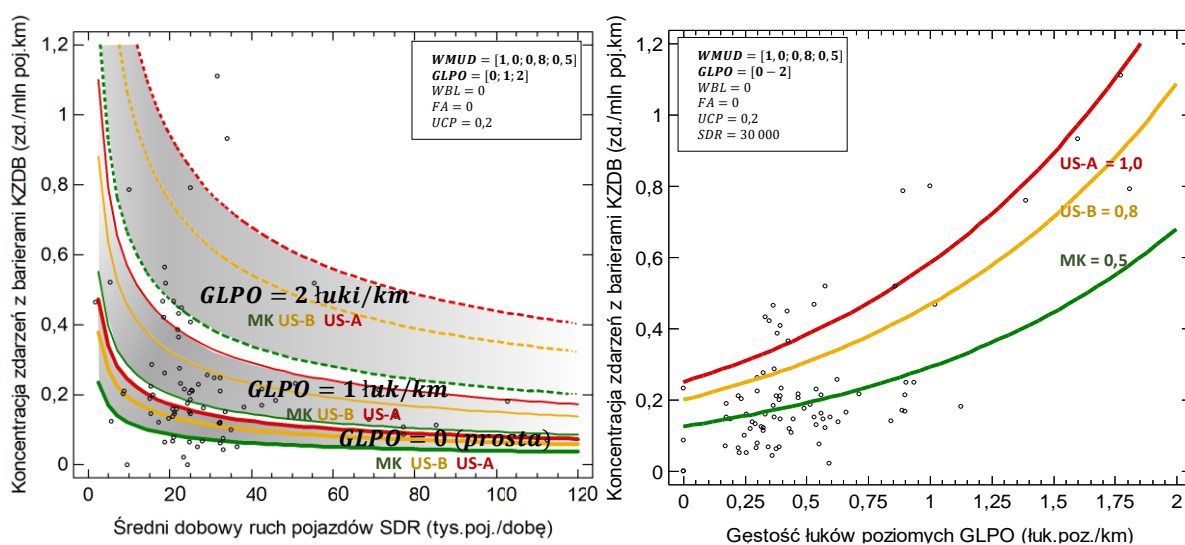 Koncentracja zdarzeń z barierami KZDB (zd./mln poj.km)
1,2
1
0,8
0,6
0,4
0,2
0
WMUD = [1,0; 0,8; 0,5]
GLPO = [0; 1; 2]
WBL = 0
FA = 0
UCP = 0,2
GLPO = 2 łuki/km
MK US-B US-A
GLPO = 1 łuk/km
MK US-B US-A
GLPO = 0 (prosta)
MK US-B US-A
0 20 40 60 80 100 120
Średni dobowy ruch pojazdów SDR (tys.poj./dobę)
Koncentracja zdarzeń z barierami KZDB (zd./mln poj.km)
1,2
1
0,8
0,6
0,4
0,2
0
WMUD = [1,0; 0,8; 0,5]
GLPO = [0 − 2]
WBL = 0
FA = 0
UCP = 0,2
SDR = 30 000
US-A = 1,0
US-B = 0,8
MK = 0,5
0 0,25 0,5 0,75 1 1,25 1,5 1,75 2
Gęstość łuków poziomych GLPO (łuk.poz./km)